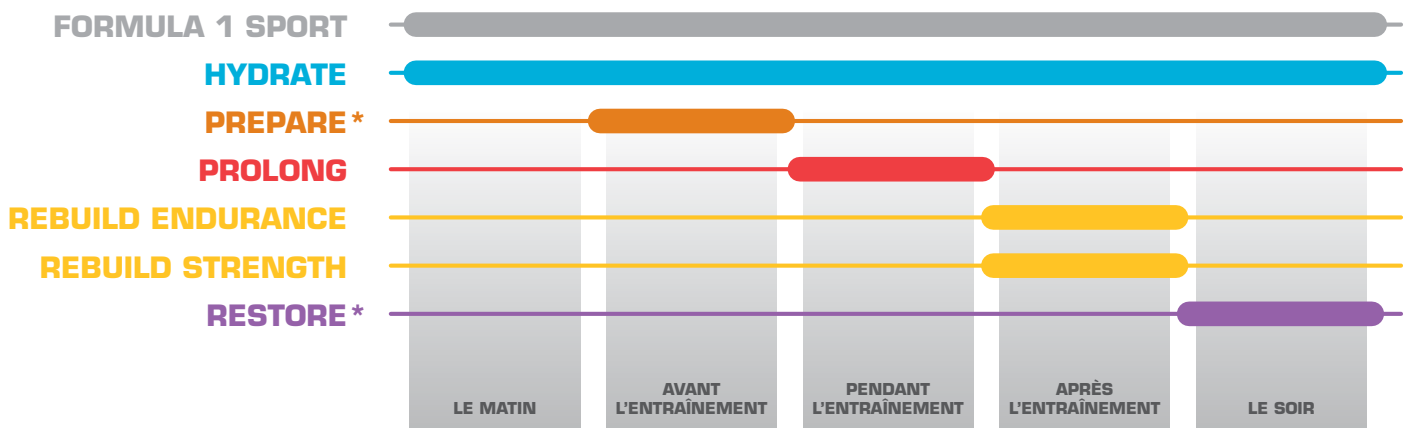 FORMULA 1 SPORT
HYDRATE
PREPARE*
PROLONG
REBUILD ENDURANCE
REBUILD STRENGTH
RESTORE*
LE MATIN
AVANT
L'ENTRAÎNEMENT
PENDANT
L'ENTRAÎNEMENT
APRÈS
L'ENTRAÎNEMENT
LE SOIR